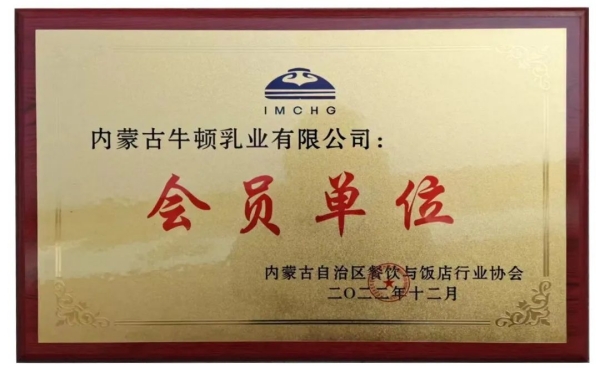 IMCHG
内蒙古牛顿乳业有限公司：
会员单位
内蒙古自治区餐饮与饭店行业协会
二〇二二年十二月